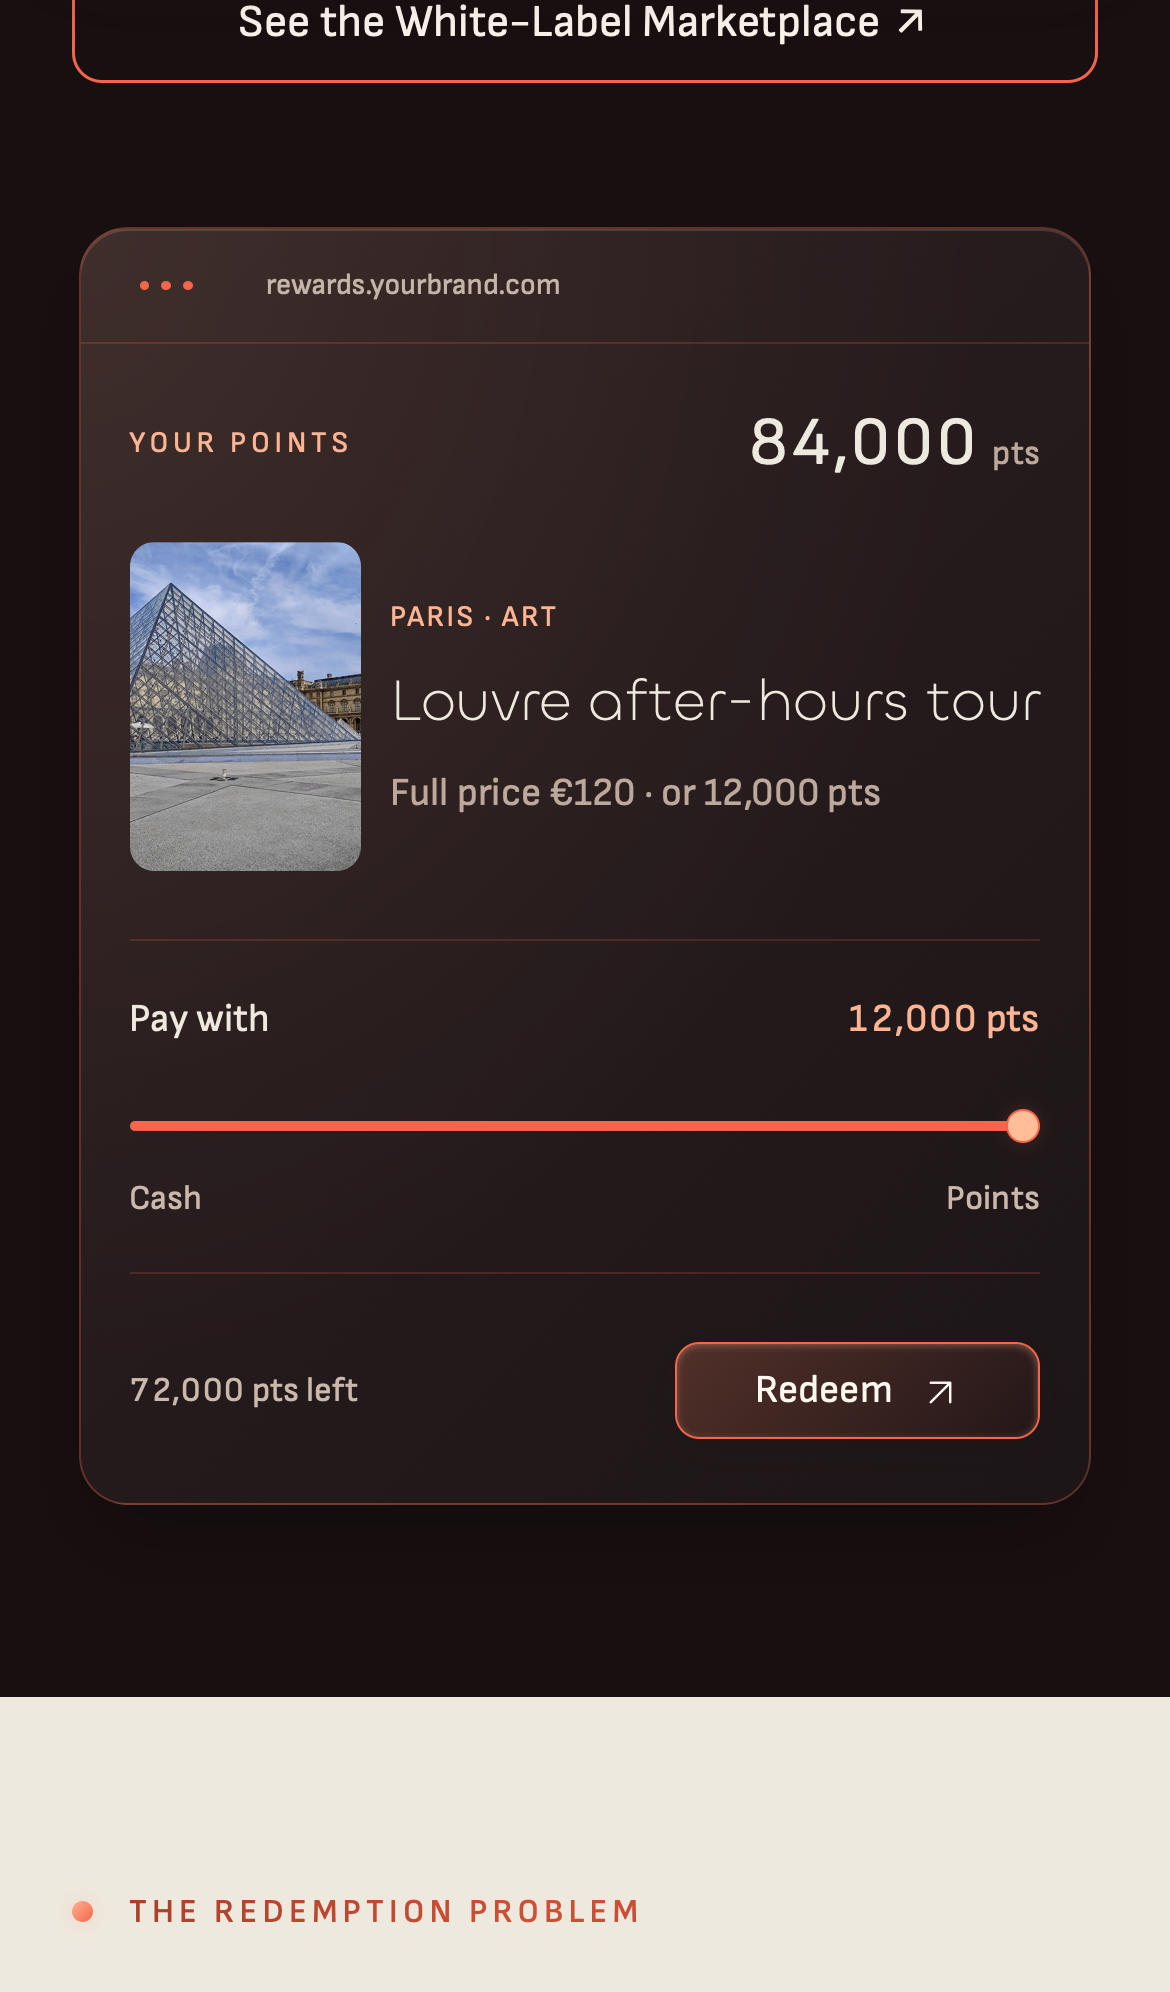 See the White-Label Marketplace ↗
rewards.yourbrand.com
YOUR POINTS
84,000 pts
PARIS · ART
Louvre after-hours tour
Full price €120 · or 12,000 pts
Pay with
12,000 pts
Cash
Points
72,000 pts left
Redeem ↗
THE REDEMPTION PROBLEM